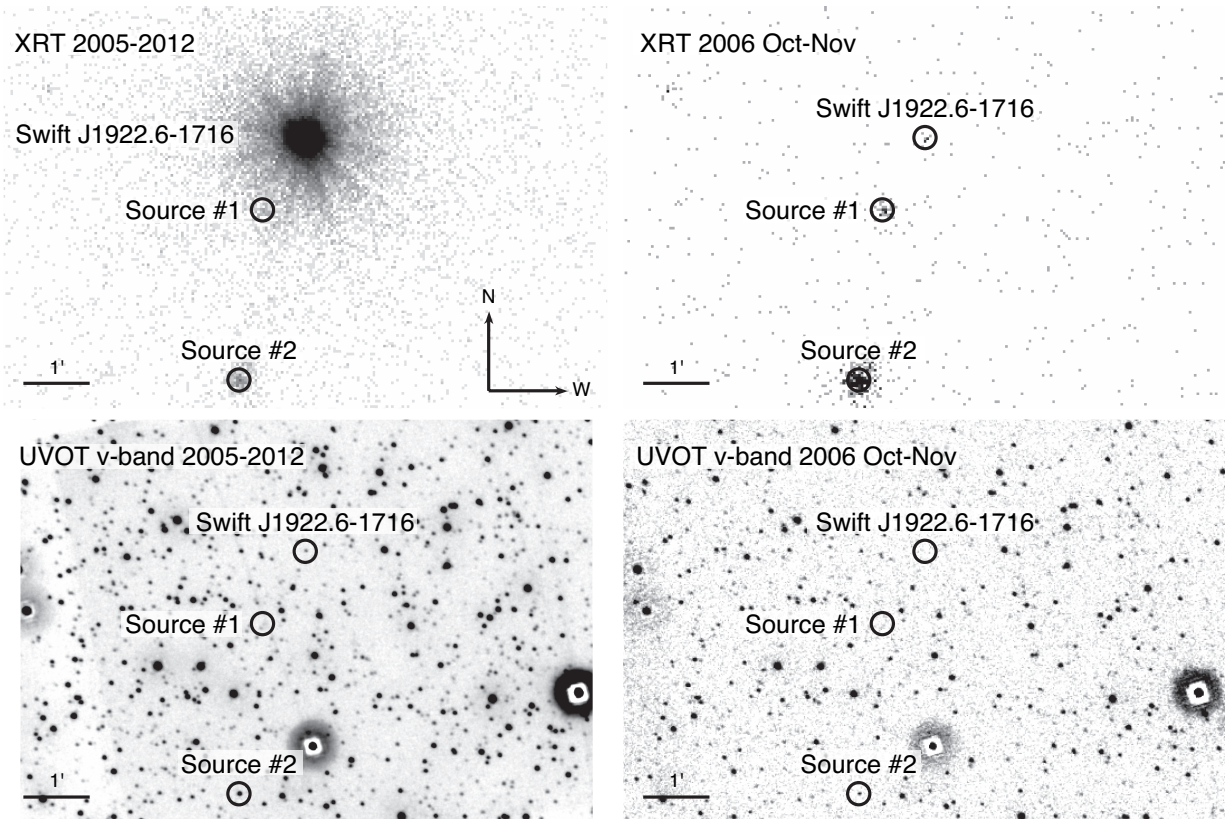 XRT 2005-2012
Swift J1922.6-1716
Source #1
Source #2
1'
N
W
XRT 2006 Oct-Nov
Swift J1922.6-1716
Source #1
Source #2
1'
UVOT v-band 2005-2012
Swift J1922.6-1716
Source #1
Source #2
1'
UVOT v-band 2006 Oct-Nov
Swift J1922.6-1716
Source #1
Source #2
1'